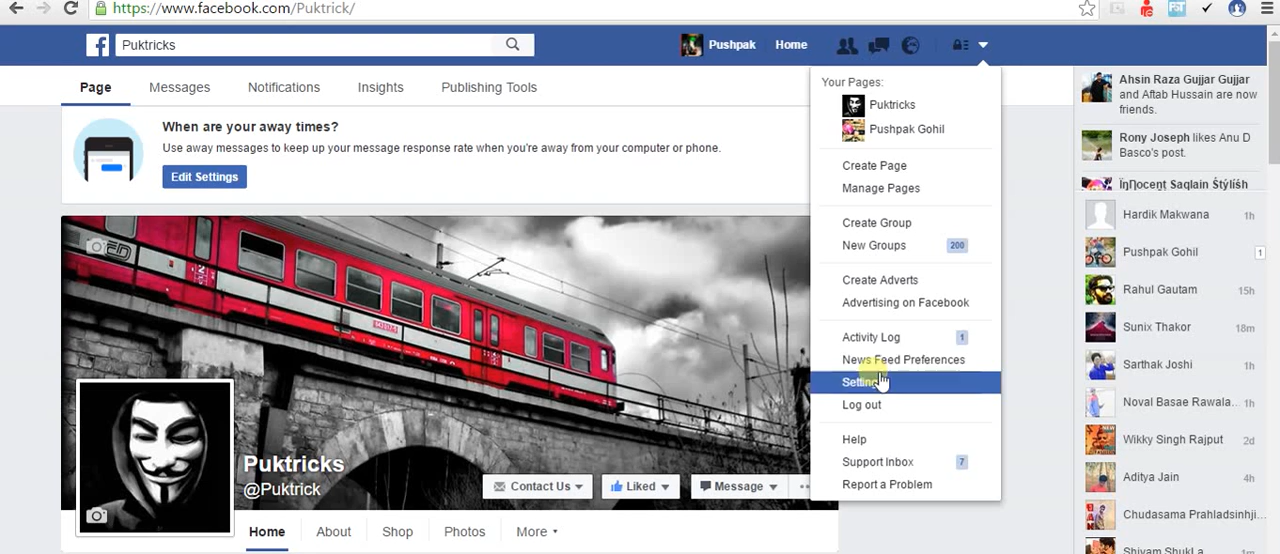 https://www.facebook.com/Puktrick/
f
Puktricks
Pushpak
Home
Page
Messages
Notifications
Insights
Publishing Tools
When are your away times?
Use away messages to keep up your message response rate when you're away from your computer or phone.
Edit Settings
Your Pages:
Puktricks
Pushpak Gohil
Create Page
Manage Pages
Create Group
New Groups 200
Create Adverts
Advertising on Facebook
Activity Log 1
News Feed Preferences
Log out
Help
Support Inbox 7
Report a Problem
Puktricks
@Puktrick
Contact Us
Liked
Message
Home
About
Shop
Photos
More
Ahsin Raza Gujjar Gujjar
and Aftab Hussain are now
friends.
Rony Joseph likes Anu D
Basco's post.
Hardik Makwana 1h
Pushpak Gohil 1
Rahul Gautam 15h
Sunix Thakor 18m
Sarthak Joshi 1h
Noval Basae Rawala... 1h
Wikky Singh Rajput 2d
Aditya Jain 4h
Chudasama Prahladsinhji...